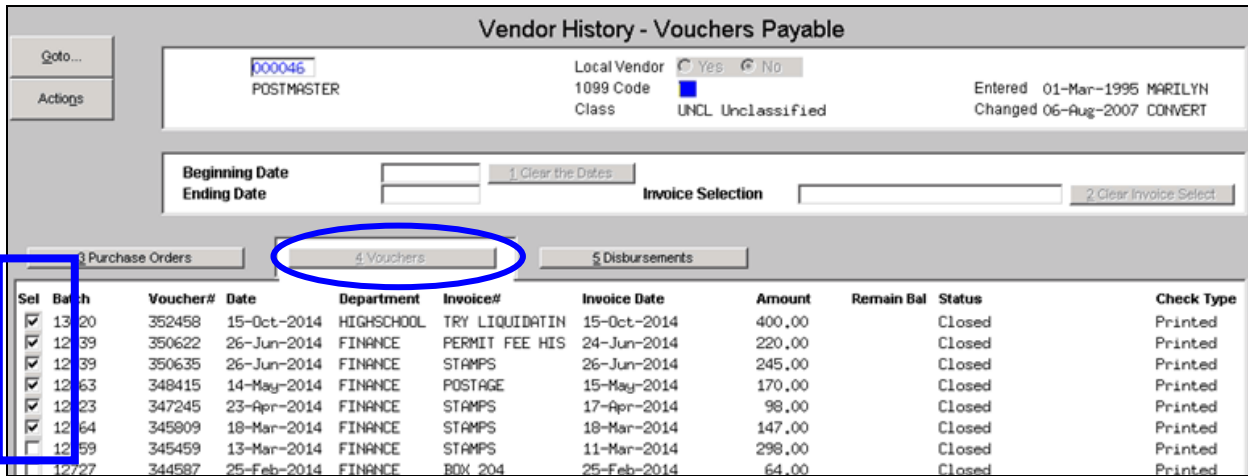 Vendor History - Vouchers Payable
Goto...
Actions
000046
POSTMASTER
Local Vendor Yes No
1099 Code
Class UNCL Unclassified
Entered 01-Mar-1995 MARILYN
Changed 06-Aug-2007 CONVERT
Beginning Date 1 Clear the Dates
Ending Date Invoice Selection 2 Clear Invoice Select
3 Purchase Orders 4 Vouchers 5 Disbursements
Sel Batch Voucher# Date Department Invoice# Invoice Date Amount Remain Bal Status Check Type
352458 15-Oct-2014 HIGHSCHOOL TRY LIQUIDATIN 15-Oct-2014 400.00 Closed Printed
350622 26-Jun-2014 FINANCE PERMIT FEE HIS 24-Jun-2014 220.00 Closed Printed
350635 26-Jun-2014 FINANCE STAMPS 26-Jun-2014 245.00 Closed Printed
348415 14-May-2014 FINANCE POSTAGE 15-May-2014 170.00 Closed Printed
347245 23-Apr-2014 FINANCE STAMPS 17-Apr-2014 98.00 Closed Printed
345809 18-Mar-2014 FINANCE STAMPS 18-Mar-2014 147.00 Closed Printed
345459 13-Mar-2014 FINANCE STAMPS 11-Mar-2014 298.00 Closed Printed
12727 344587 25-Feb-2014 FINANCE BOX 204 25-Feb-2014 64.00 Closed Printed